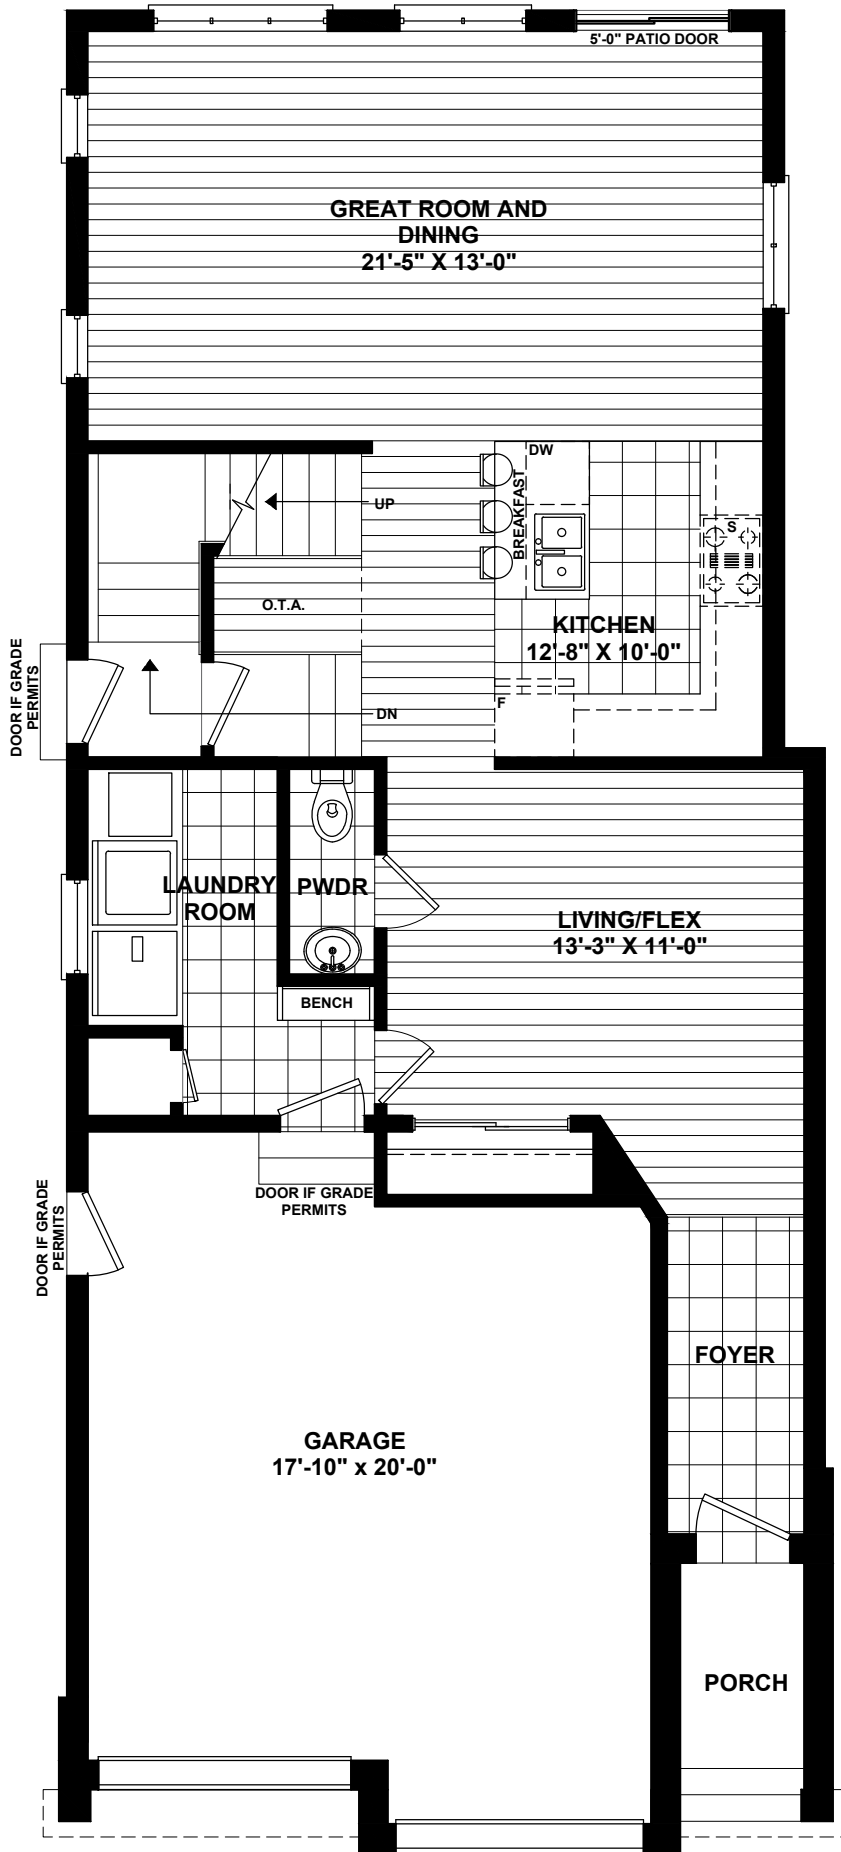 5'-0" PATIO DOOR
GREAT ROOM AND
DINING
21'-5" X 13'-0"
DW
BREAKFAST
UP
S
O.T.A.
KITCHEN
12'-8" X 10'-0"
DOOR IF GRADE
PERMITS
F
DN
LAUNDRY
ROOM
PWDR
LIVING/FLEX
13'-3" X 11'-0"
BENCH
DOOR IF GRADE
PERMITS
DOOR IF GRADE
PERMITS
FOYER
GARAGE
17'-10" x 20'-0"
PORCH